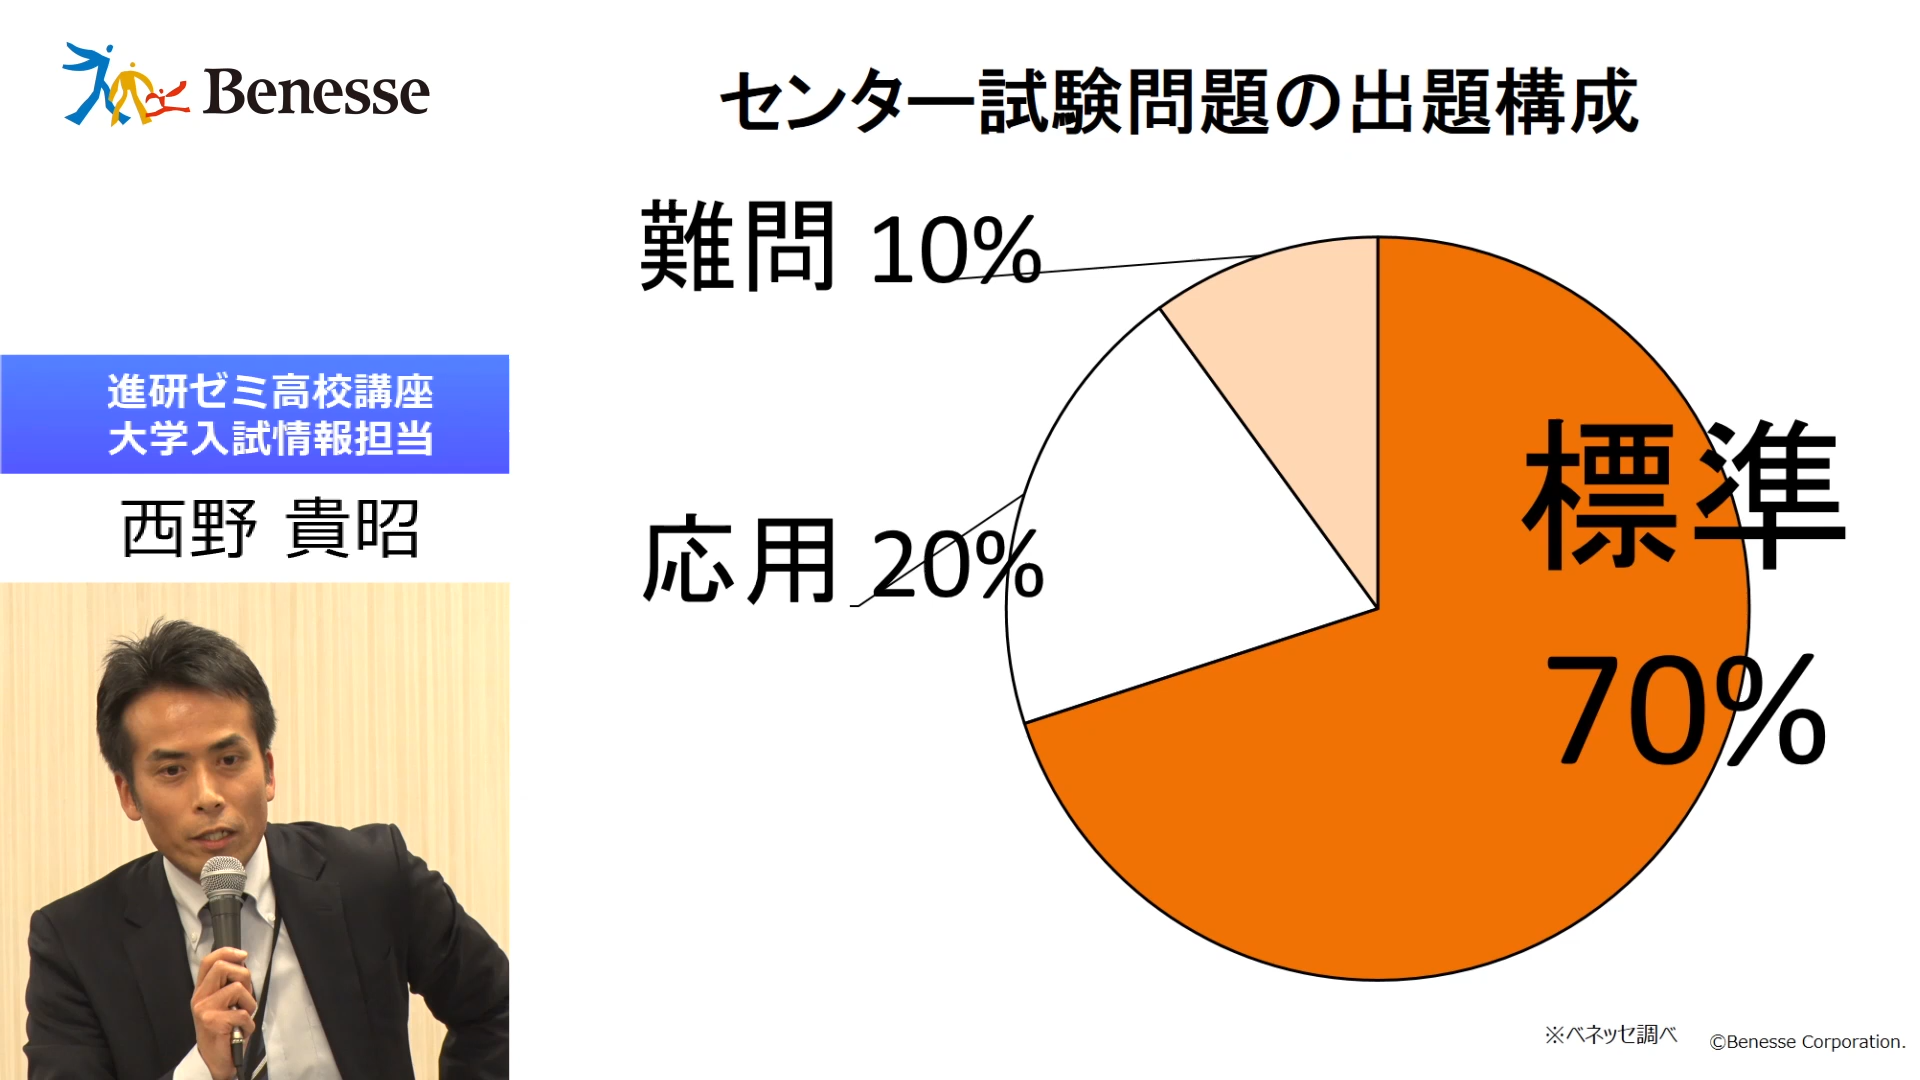 Benesse
センター試験問題の出題構成
難問 10%
応用 20%
標準
70%
進研ゼミ高校講座
大学入試情報担当
西野 貴昭
※ベネッセ調べ
©Benesse Corporation.